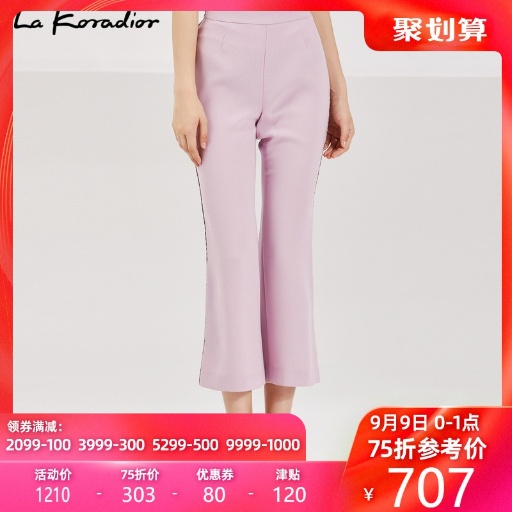 La Koradior
聚划算
领券满减:
2099-100 3999-300 5299-500 9999-1000
活动价 75折价 优惠券 津贴
1210 - 303 - 80 - 120
9月9日 0-1点
75折参考价
¥ 707